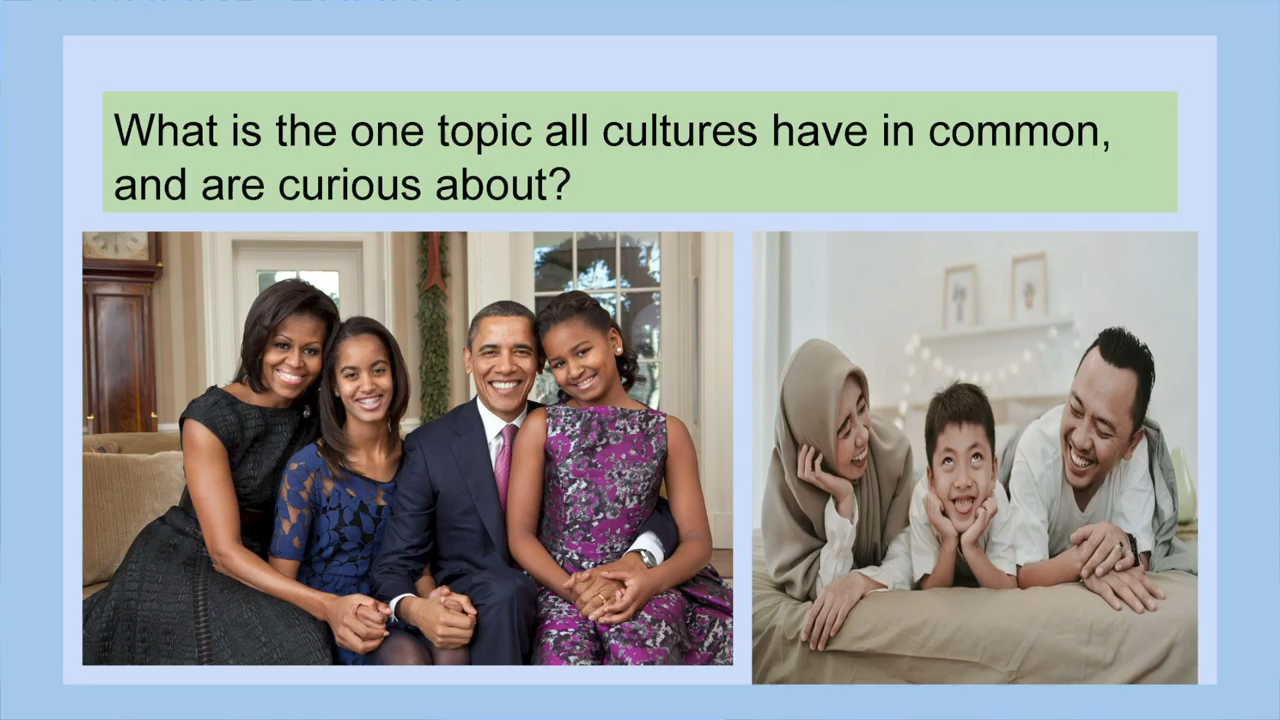 What is the one topic all cultures have in common,
and are curious about?